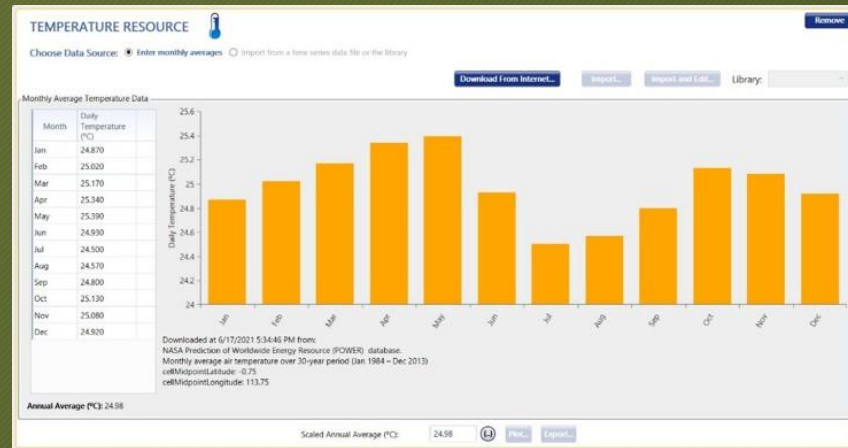 TEMPERATURE RESOURCE
Remove
Choose Data Source: Enter monthly averages Import from a time series data file or the library
Download From Internet... Import... Import and Edit... Library:
Monthly Average Temperature Data
Month Daily Temperature (ºC)
Jan 24.870
Feb 25.020
Mar 25.170
Apr 25.340
May 25.390
Jun 24.930
Jul 24.500
Aug 24.570
Sep 24.800
Oct 25.130
Nov 25.080
Dec 24.920
Daily Temperature (ºC)
25.6
25.4
25.2
25
24.8
24.6
24.4
24.2
24
Jan Feb Mar Apr May Jun Jul Aug Sep Oct Nov Dec
Downloaded at 6/17/2021 5:34:46 PM from:
NASA Prediction of Worldwide Energy Resource (POWER) database.
Monthly average air temperature over 30-year period (Jan 1984 – Dec 2013)
cellMidpointLatitude: -0.75
cellMidpointLongitude: 113.75
Annual Average (ºC): 24.98
Scaled Annual Average (ºC): 24.98 Plot... Export...